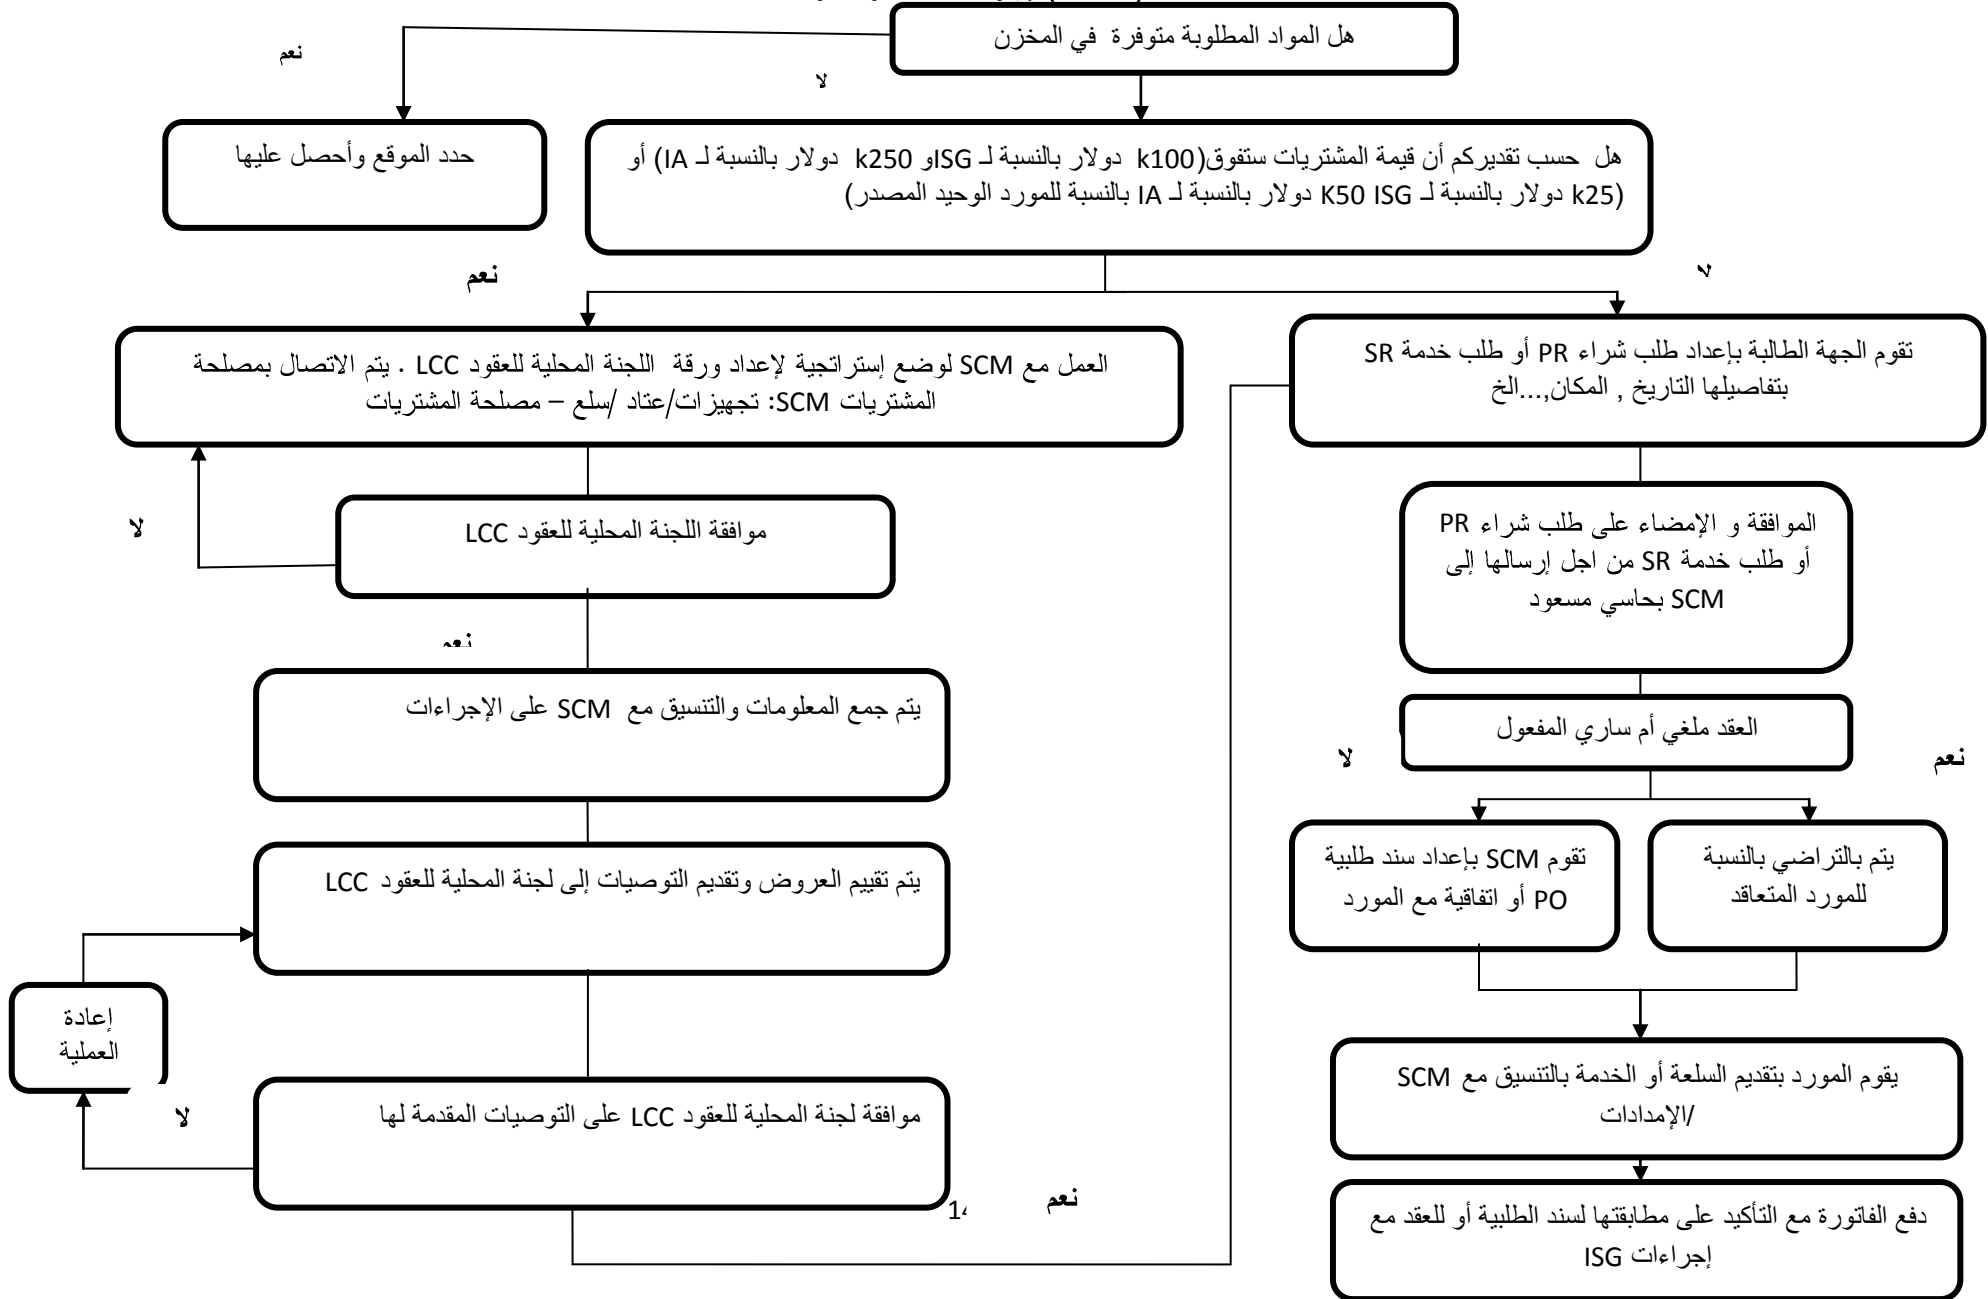 هل المواد المطلوبة متوفرة في المخزن
نعم
لا
حدد الموقع وأحصل عليها
هل حسب تقديركم أن قيمة المشتريات ستفوق(k100 دولار بالنسبة لـ ISGو k250 دولار بالنسبة لـ IA) أو
(k25 دولار بالنسبة لـ K50 ISG دولار بالنسبة لـ IA بالنسبة للمورد الوحيد المصدر)
نعم
لا
العمل مع SCM لوضع إستراتجية لإعداد ورقة اللجنة المحلية للعقود LCC . يتم الاتصال بمصلحة
المشتريات SCM: تجهيزات/عتاد /سلع – مصلحة المشتريات
تقوم الجهة الطالبة بإعداد طلب شراء PR أو طلب خدمة SR
بتفاصيلها التاريخ , المكان,...الخ
لا
موافقة اللجنة المحلية للعقود LCC
الموافقة و الإمضاء على طلب شراء PR
أو طلب خدمة SR من اجل إرسالها إلى
SCM بحاسي مسعود
نعم
يتم جمع المعلومات والتنسيق مع SCM على الإجراءات
العقد ملغي أم ساري المفعول
لا
نعم
يتم تقييم العروض وتقديم التوصيات إلى لجنة المحلية للعقود LCC
تقوم SCM بإعداد سند طلبية
PO أو اتفاقية مع المورد
يتم بالتراضي بالنسبة
للمورد المتعاقد
إعادة
العملية
لا
موافقة لجنة المحلية للعقود LCC على التوصيات المقدمة لها
نعم
يقوم المورد بتقديم السلعة أو الخدمة بالتنسيق مع SCM
/الإمدادات
دفع الفاتورة مع التأكيد على مطابقتها لسند الطلبية أو للعقد مع
إجراءات ISG